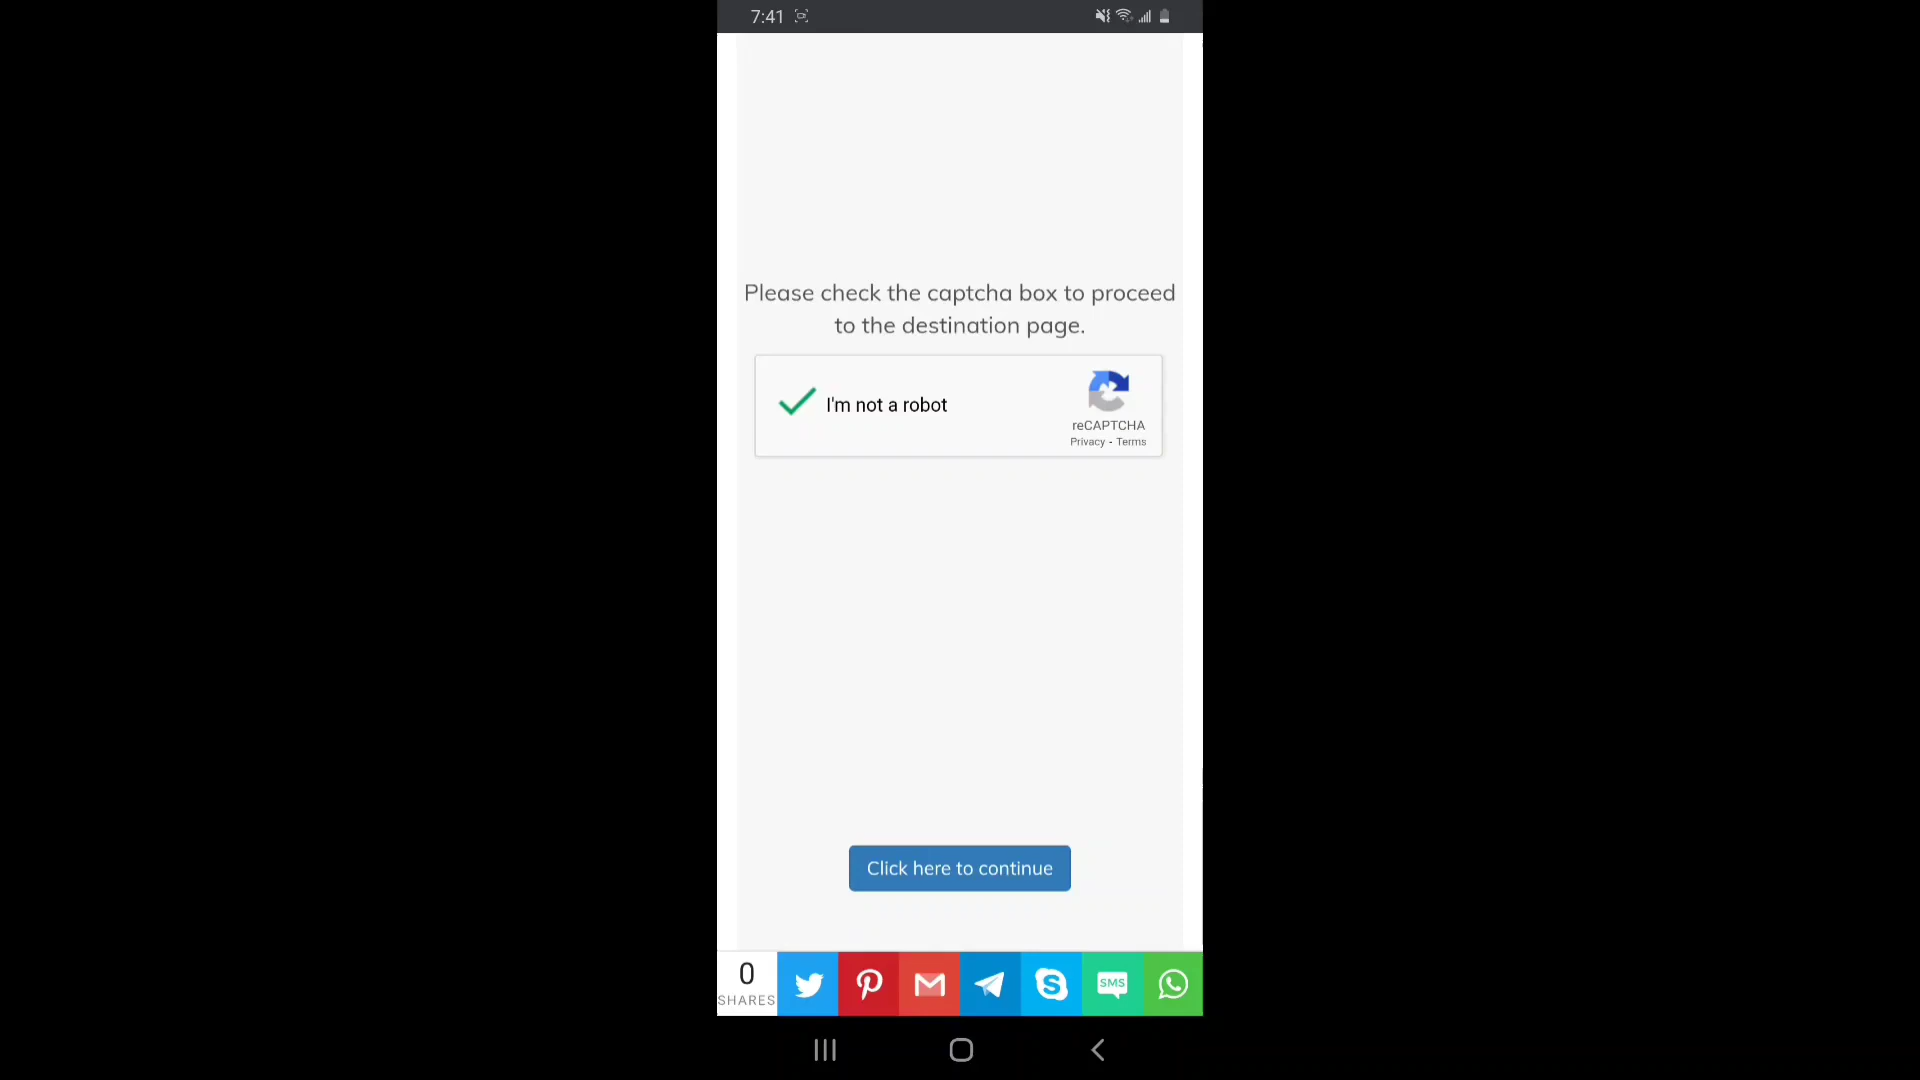 7:41
Please check the captcha box to proceed
to the destination page.
I'm not a robot
reCAPTCHA
Privacy - Terms
Click here to continue
0
SHARES
SMS